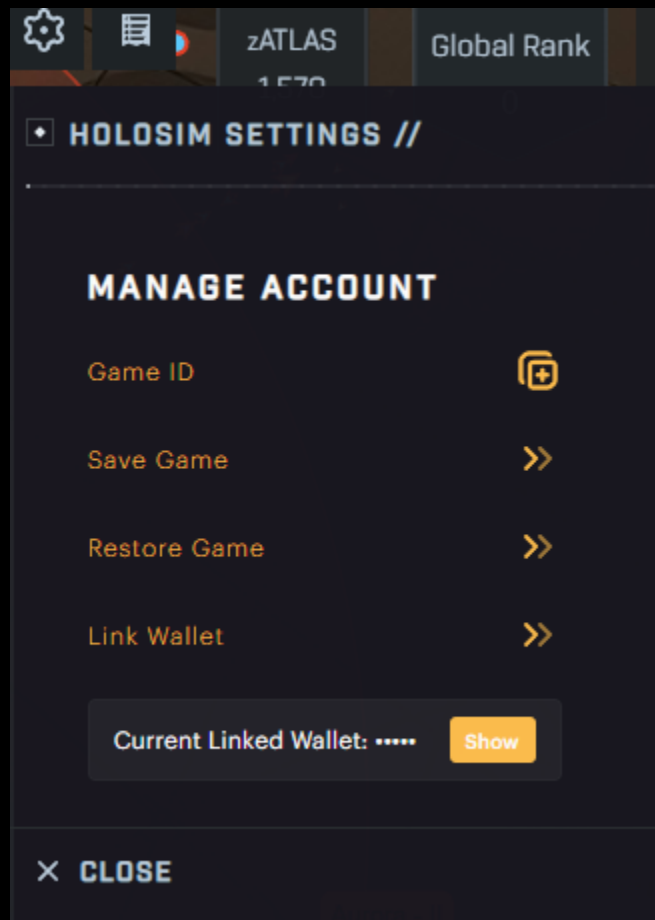 zATLAS
Global Rank
HOLOSIM SETTINGS //
MANAGE ACCOUNT
Game ID
Save Game
Restore Game
Link Wallet
Current Linked Wallet: •••••
Show
CLOSE